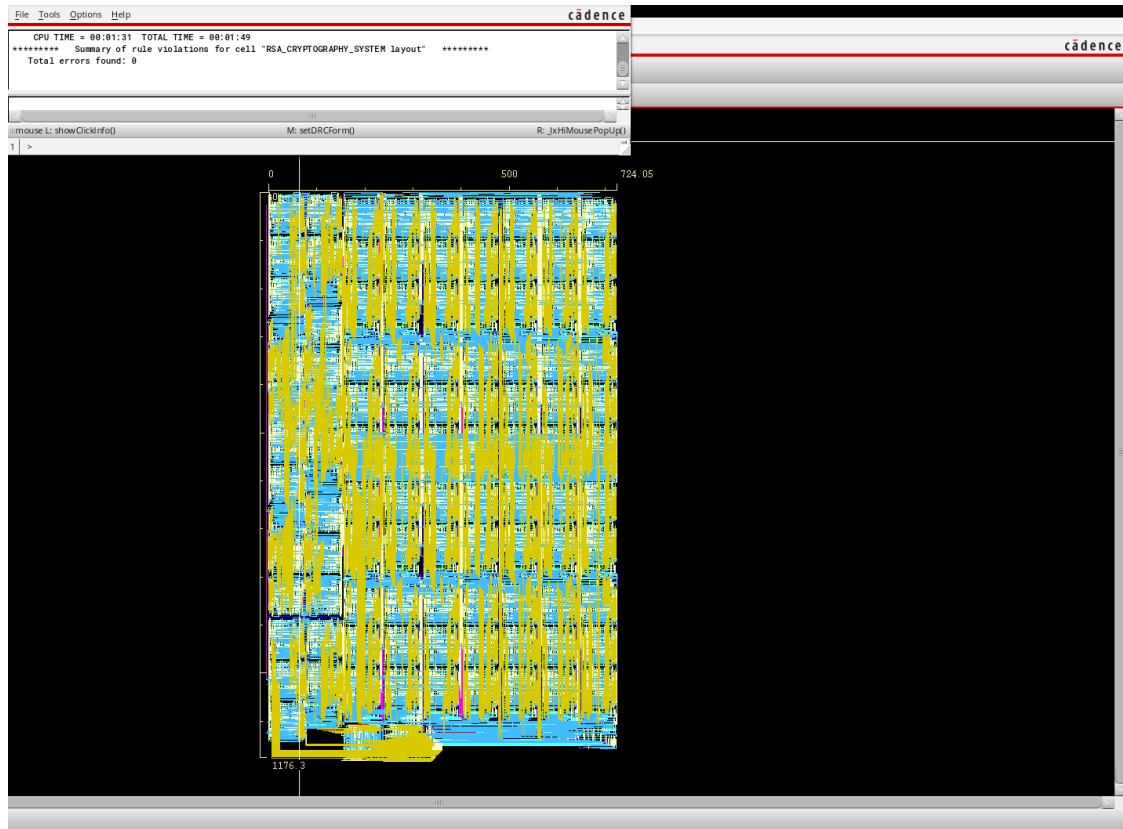 File Tools Options Help cādence
CPU TIME = 00:01:31 TOTAL TIME = 00:01:49
********* Summary of rule violations for cell "RSA_CRYPTOGRAPHY_SYSTEM layout" *********
Total errors found: 0
cādence
mouse L: showClickInfo() M: setDRCForm() R: _lxHiMousePopUp()
1 >
0 500 724.05
0
1176.3